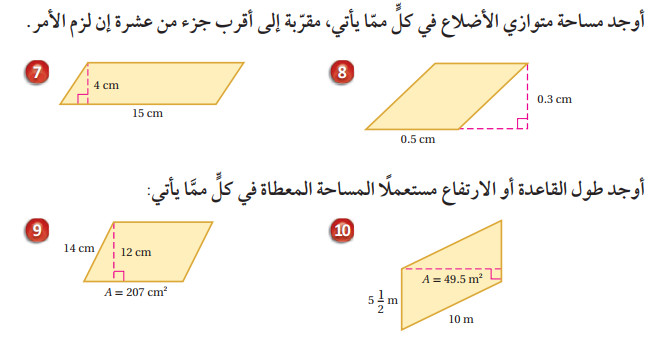 أوجد مساحة متوازي الأضلاع في كلٍّ ممّا يأتي، مقرّبة إلى أقرب جزء من عشرة إن لزم الأمر.
7
4 cm
15 cm
8
0.3 cm
0.5 cm
أوجد طول القاعدة أو الارتفاع مستعملًا المساحة المعطاة في كلٍّ ممَّا يأتي:
9
14 cm
12 cm
A = 207 cm²
10
A = 49.5 m²
5 1/2 m
10 m